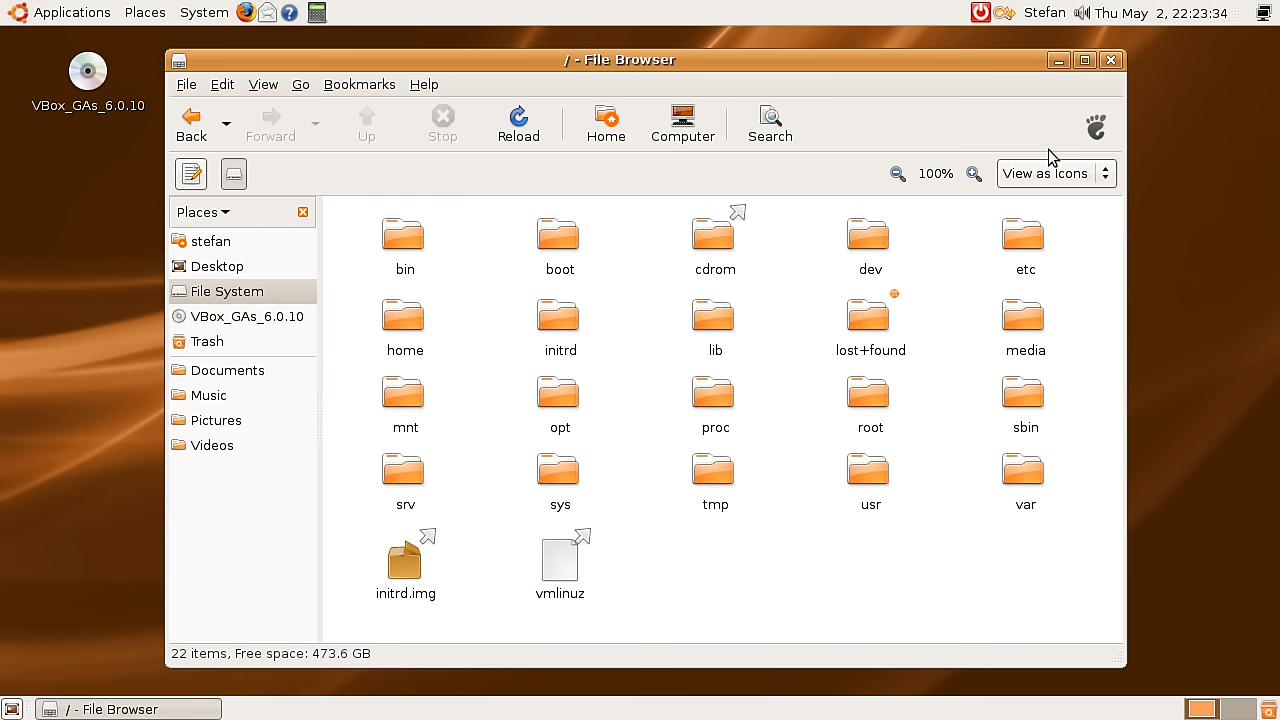 Applications Places System Stefan Thu May 2, 22:23:34
VBox_GAs_6.0.10
/ - File Browser
File Edit View Go Bookmarks Help
Back Forward Up Stop Reload Home Computer Search
100% View as Icons
Places
stefan
Desktop
File System
VBox_GAs_6.0.10
Trash
Documents
Music
Pictures
Videos
bin boot cdrom dev etc
home initrd lib lost+found media
mnt opt proc root sbin
srv sys tmp usr var
initrd.img vmlinuz
22 items, Free space: 473.6 GB
/ - File Browser